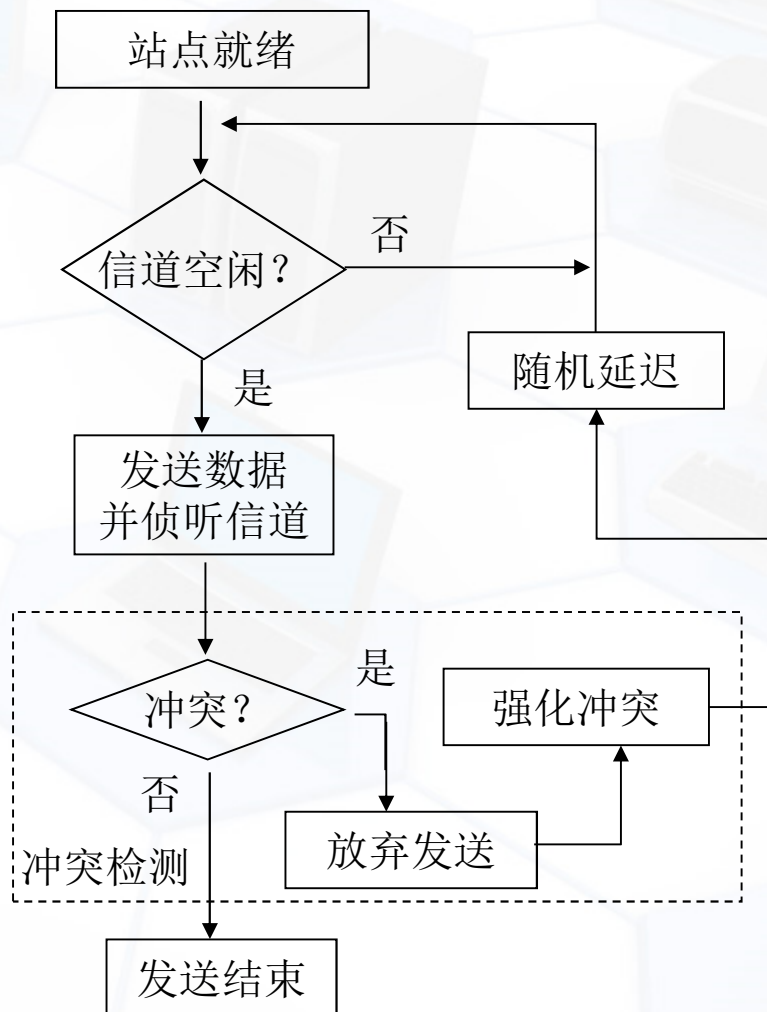 站点就绪
信道空闲？
否
随机延迟
是
发送数据
并侦听信道
冲突？
是
强化冲突
否
放弃发送
冲突检测
发送结束